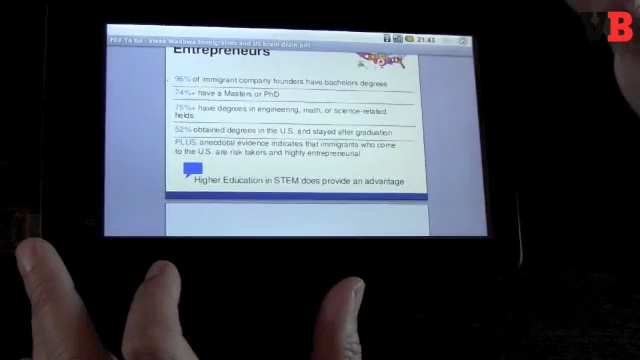 VB
PDF To Go - Vivek Wadhwa Immigration and US brain drain.pdf
21:43
Entrepreneurs
96% of immigrant company founders have bachelors degrees
74%+ have a Masters or PhD
75%+ have degrees in engineering, math, or science-related
fields
52% obtained degrees in the U.S. and stayed after graduation
PLUS, anecdotal evidence indicates that immigrants who come
to the U.S. are risk takers and highly entrepreneurial
Higher Education in STEM does provide an advantage